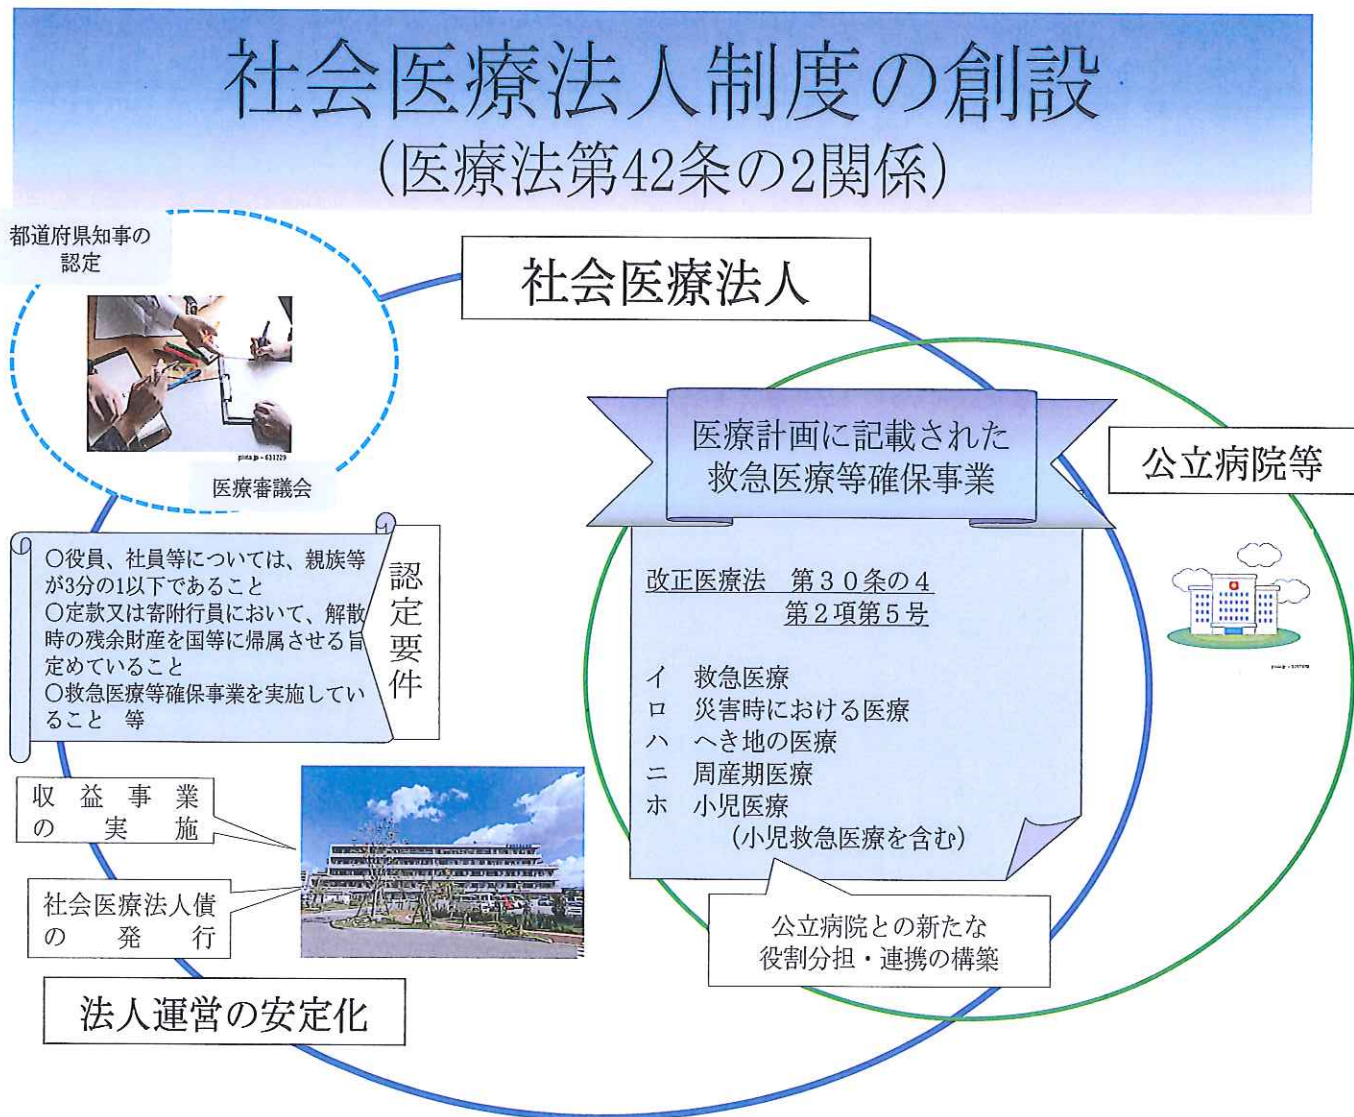 社会医療法人制度の創設
(医療法第42条の2関係)
都道府県知事の
認定
医療審議会
社会医療法人
医療計画に記載された
救急医療等確保事業
公立病院等
○役員、社員等については、親族等
が3分の1以下であること
○定款又は寄附行員において、解散
時の残余財産を国等に帰属させる旨
定めていること
○救急医療等確保事業を実施してい
ること 等
認定要件
改正医療法 第30条の4
第2項第5号
イ 救急医療
ロ 災害時における医療
ハ へき地の医療
ニ 周産期医療
ホ 小児医療
(小児救急医療を含む)
収益事業
の実施
社会医療法人債
の発行
公立病院との新たな
役割分担・連携の構築
法人運営の安定化